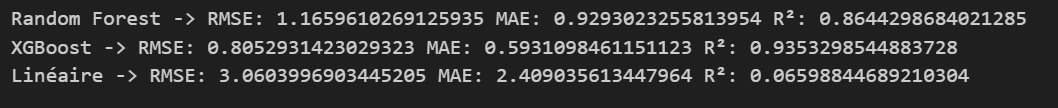 Random Forest -> RMSE: 1.1659610269125935 MAE: 0.9293023255813954 R²: 0.8644298684021285
XGBoost -> RMSE: 0.8052931423029323 MAE: 0.5931098461151123 R²: 0.9353298544883728
Linéaire -> RMSE: 3.0603996903445205 MAE: 2.409035613447964 R²: 0.06598844689210304